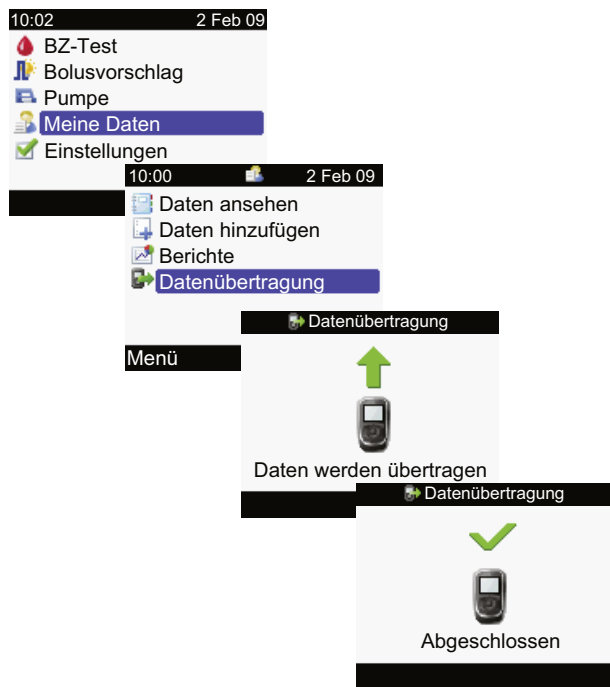 10:02 2 Feb 09
BZ-Test
Bolusvorschlag
Pumpe
Meine Daten
Einstellungen
10:00 2 Feb 09
Daten ansehen
Daten hinzufügen
Berichte
Datenübertragung
Menü
Datenübertragung
Daten werden übertragen
Datenübertragung
Abgeschlossen